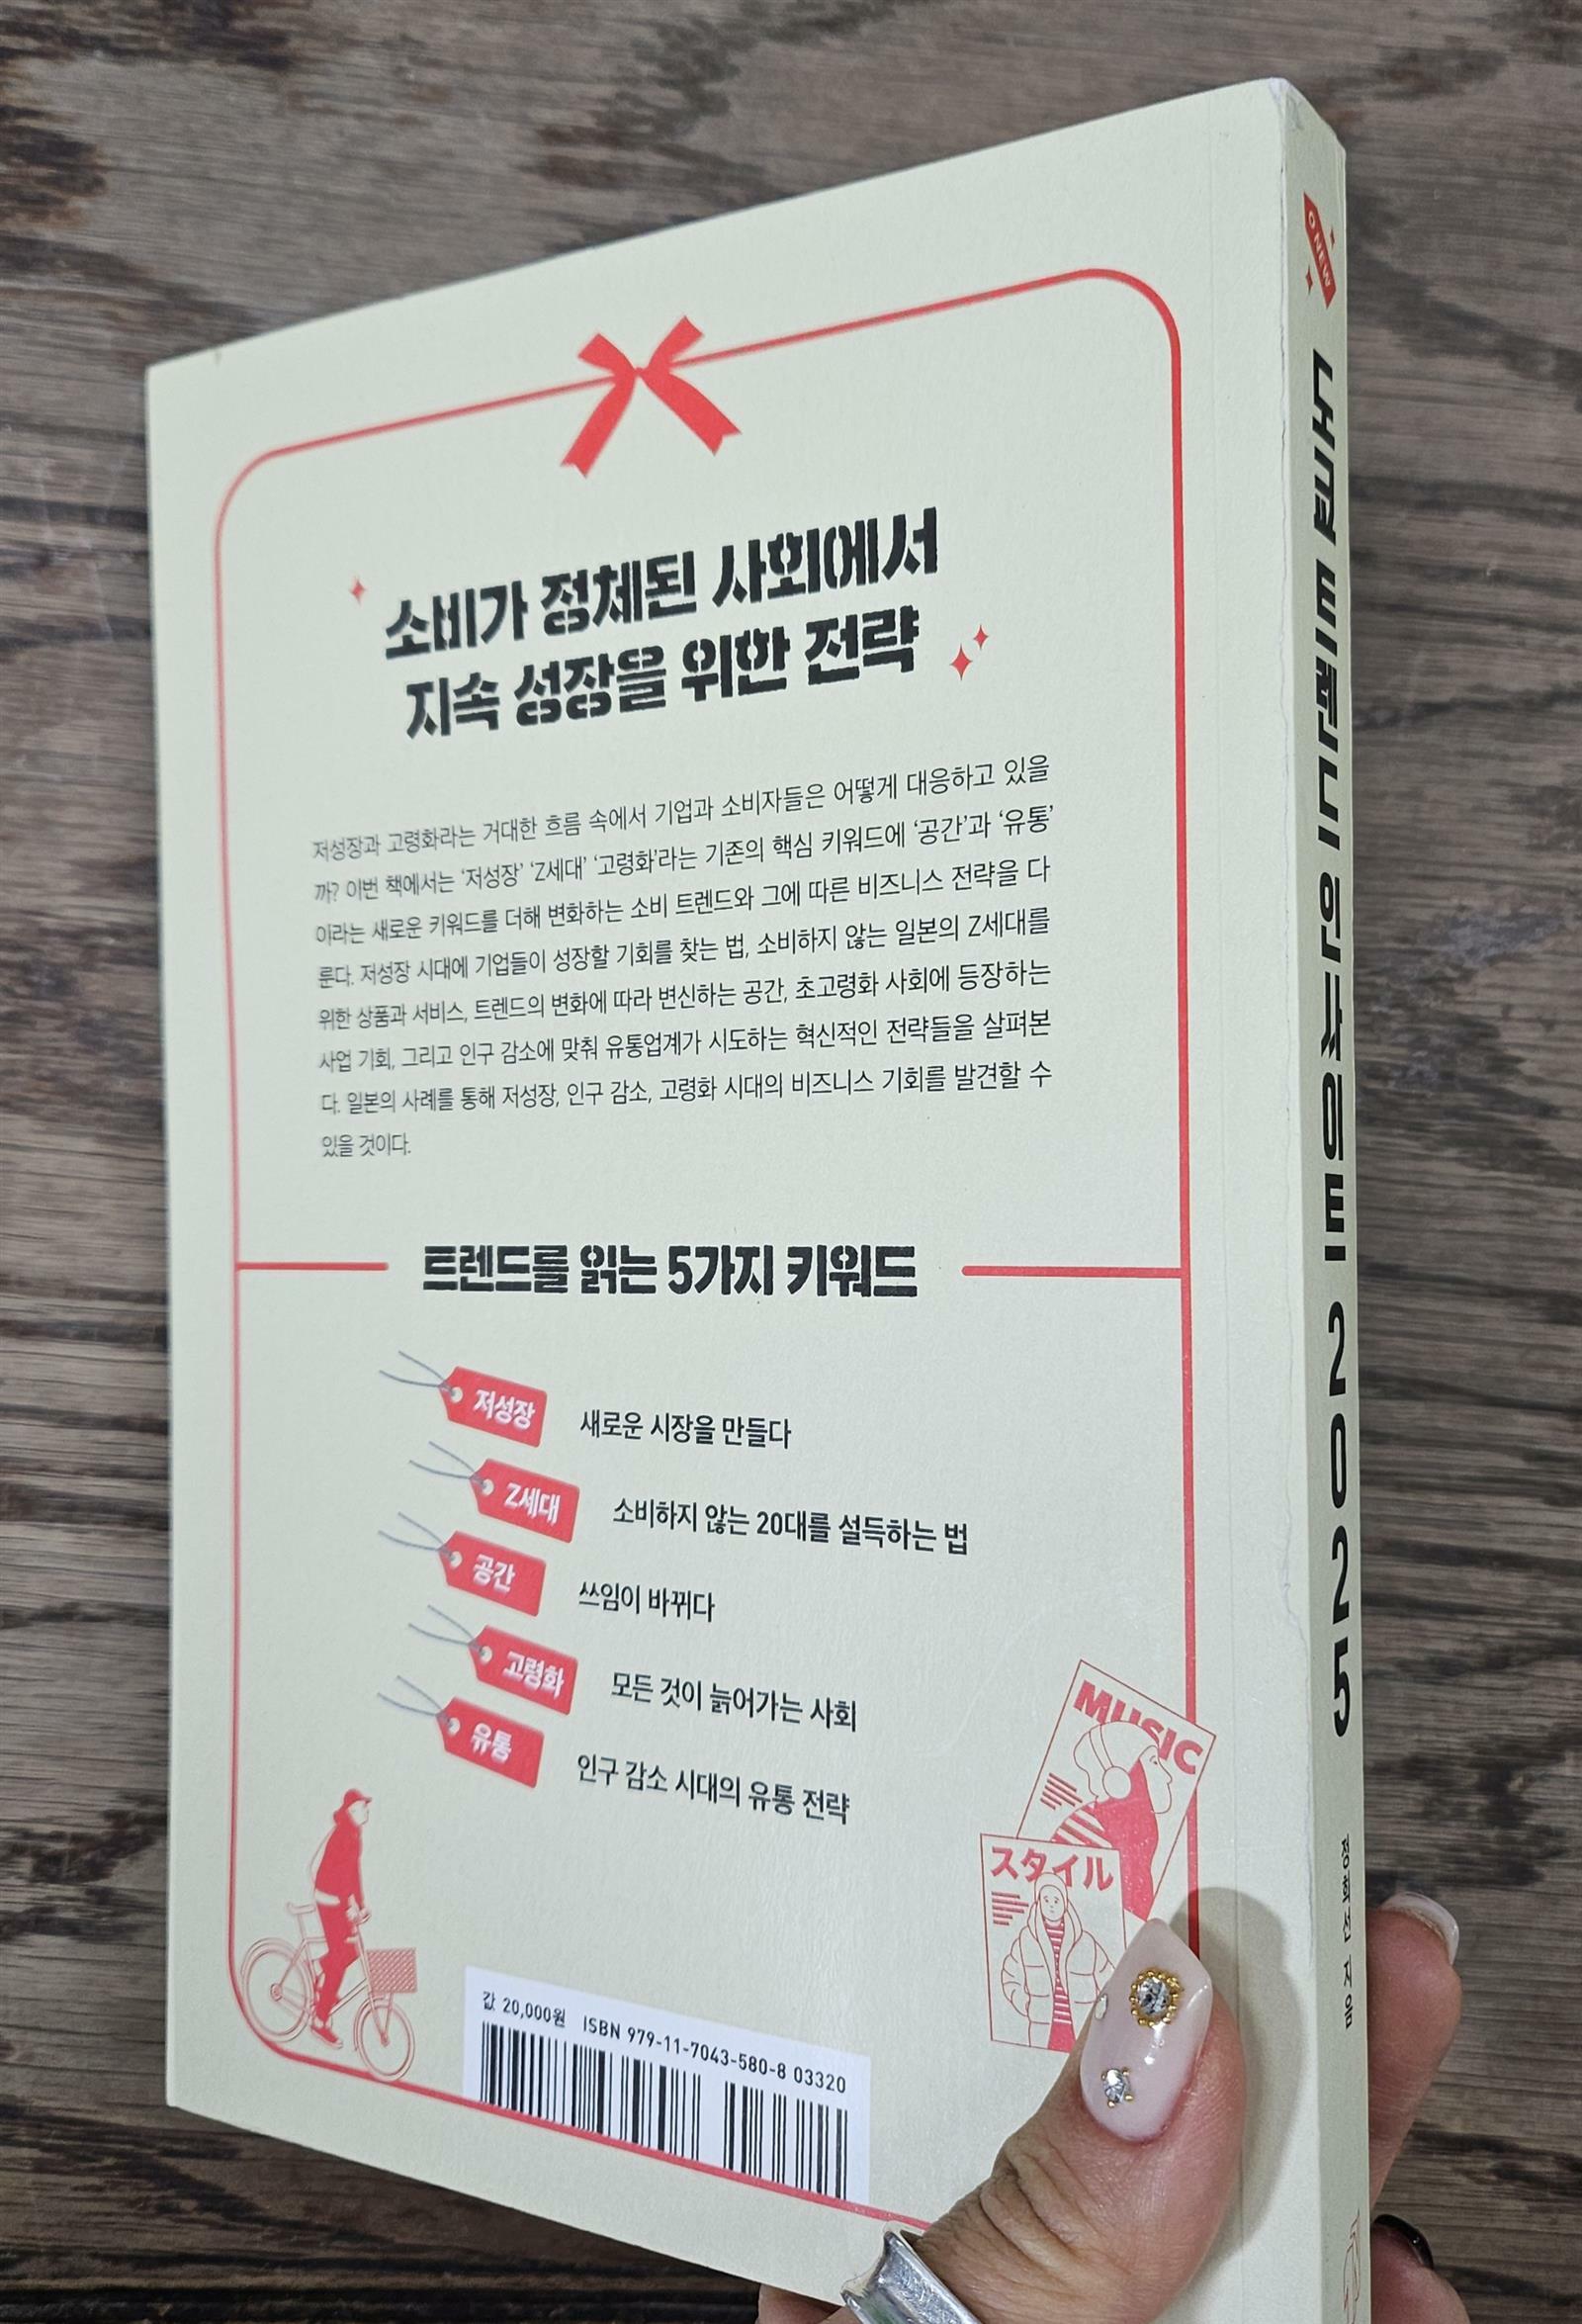 소비가 정체된 사회에서
지속 성장을 위한 전략
저성장과 고령화라는 거대한 흐름 속에서 기업과 소비자들은 어떻게 대응하고 있을
까? 이번 책에서는 ‘저성장’ ‘Z세대’ ‘고령화’라는 기존의 핵심 키워드에 ‘공간’과 ‘유통’
이라는 새로운 키워드를 더해 변화하는 소비 트렌드와 그에 따른 비즈니스 전략을 다
룬다. 저성장 시대에 기업들이 성장할 기회를 찾는 법, 소비하지 않는 일본의 Z세대를
위한 상품과 서비스, 트렌드의 변화에 따라 변신하는 공간, 초고령화 사회에 등장하는
사업 기회, 그리고 인구 감소에 맞춰 유통업계가 시도하는 혁신적인 전략들을 살펴본
다. 일본의 사례를 통해 저성장, 인구 감소, 고령화 시대의 비즈니스 기회를 발견할 수
있을 것이다.
트렌드를 읽는 5가지 키워드
저성장 새로운 시장을 만들다
Z세대 소비하지 않는 20대를 설득하는 법
공간 쓰임이 바뀌다
고령화 모든 것이 늙어가는 사회
유통 인구 감소 시대의 유통 전략
MUSIC
スタイル
값 20,000원 ISBN 979-11-7043-580-8 03320
NEW
도쿄 트렌드 인사이트 2025
정희선 지음